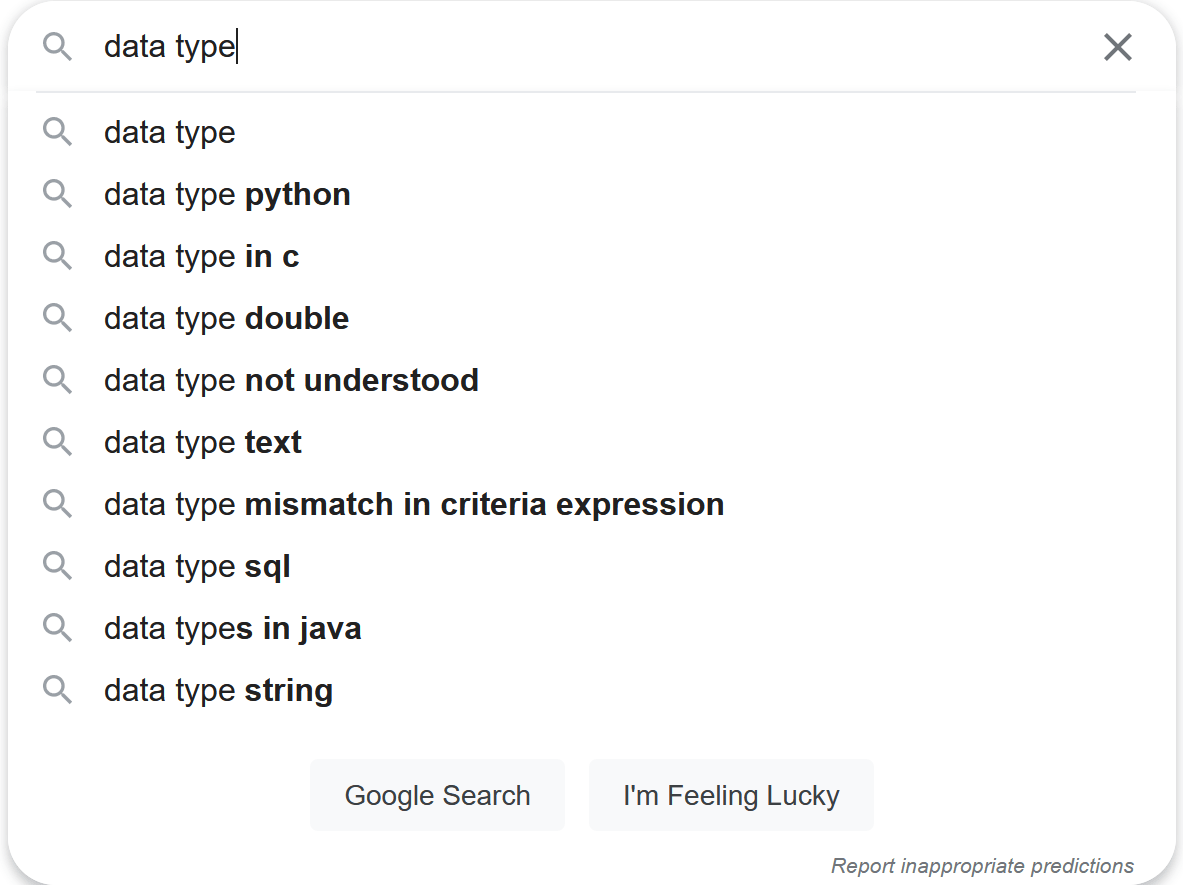 data type
data type
data type python
data type in c
data type double
data type not understood
data type text
data type mismatch in criteria expression
data type sql
data types in java
data type string
Google Search I'm Feeling Lucky
Report inappropriate predictions